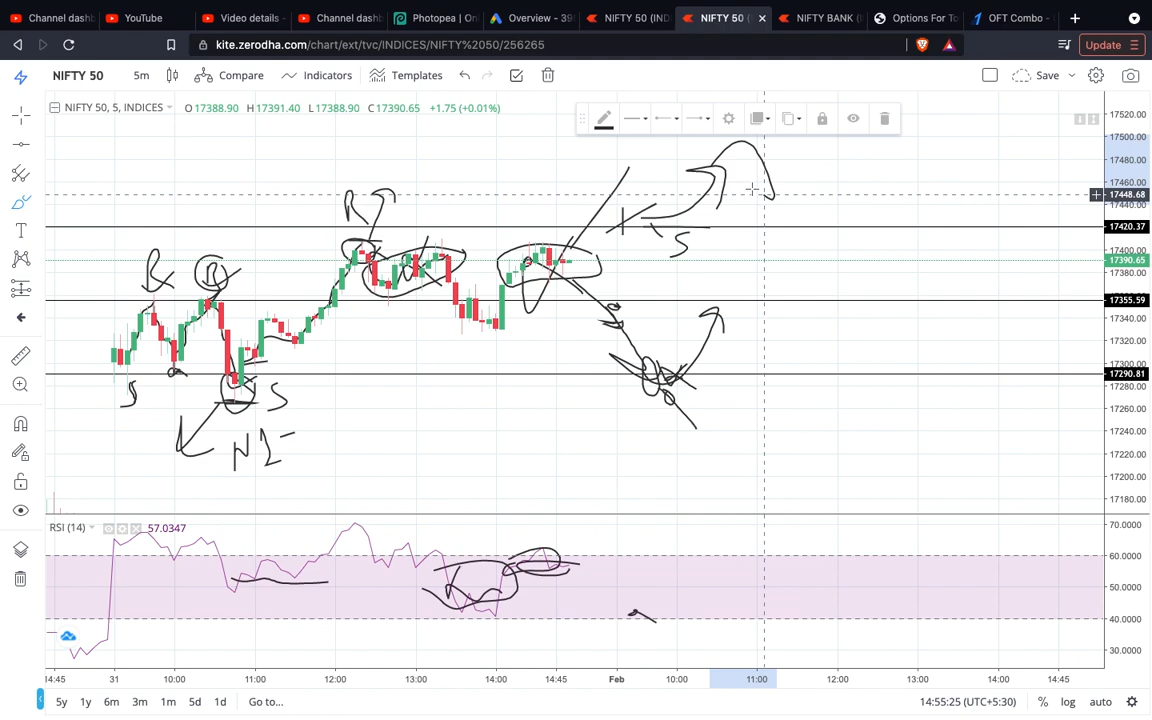 Channel dashb
YouTube
Video details -
Channel dashb
Photopea | On
Overview - 39
NIFTY 50 (IND
NIFTY 50 (
NIFTY BANK (
Options For To
OFT Combo -
kite.zerodha.com/chart/ext/tvc/INDICES/NIFTY%2050/256265
Update
NIFTY 50
5m
Compare
Indicators
Templates
Save
NIFTY 50, 5, INDICES
O17388.90 H17391.40 L17388.90 C17390.65 +1.75 (+0.01%)
17520.00
17500.00
17480.00
17460.00
17448.68
17440.00
17420.37
17400.00
17390.65
17380.00
17355.59
17340.00
17320.00
17300.00
17290.81
17280.00
17260.00
17240.00
17220.00
17200.00
17180.00
R
R
R
S
S
S
RSI (14)
57.0347
70.0000
60.0000
50.0000
40.0000
30.0000
14:45
31
10:00
11:00
12:00
13:00
14:00
14:45
Feb
10:00
11:00
12:00
13:00
14:00
14:45
5y
1y
6m
3m
1m
5d
1d
Go to...
14:55:25 (UTC+5:30)
%
log
auto